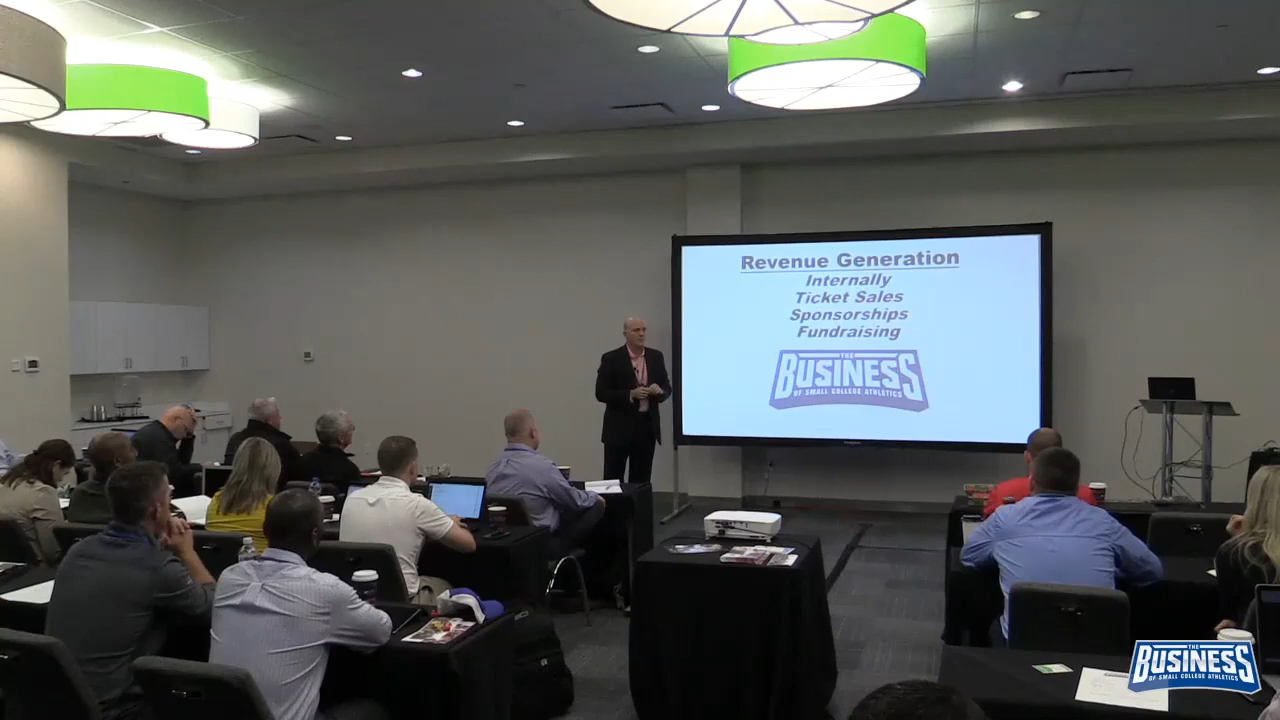 Revenue Generation
Internally
Ticket Sales
Sponsorships
Fundraising
THE
BUSINESS
OF SMALL COLLEGE ATHLETICS
THE
BUSINESS
OF SMALL COLLEGE ATHLETICS